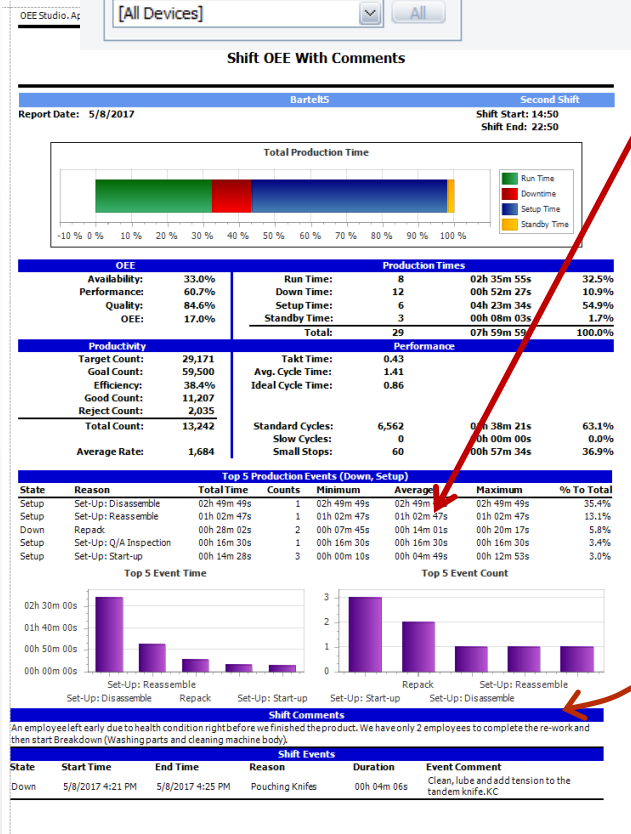 OEE Studio. Ap
[All Devices] All
Shift OEE With Comments
Bartelt5 Second Shift
Report Date: 5/8/2017 Shift Start: 14:50
Shift End: 22:50
Total Production Time
Run Time
Downtime
Setup Time
Standby Time
-10 % 0 % 10 % 20 % 30 % 40 % 50 % 60 % 70 % 80 % 90 % 100 %
OEE Production Times
Availability: 33.0% Run Time: 8 02h 35m 55s 32.5%
Performance: 60.7% Down Time: 12 00h 52m 27s 10.9%
Quality: 84.6% Setup Time: 6 04h 23m 34s 54.9%
OEE: 17.0% Standby Time: 3 00h 08m 03s 1.7%
Total: 29 07h 59m 59s 100.0%
Productivity Performance
Target Count: 29,171 Takt Time: 0.43
Goal Count: 59,500 Avg. Cycle Time: 1.41
Efficiency: 38.4% Ideal Cycle Time: 0.86
Good Count: 11,207
Reject Count: 2,035
Total Count: 13,242 Standard Cycles: 6,562 38m 21s 63.1%
Slow Cycles: 0 00m 00s 0.0%
Average Rate: 1,684 Small Stops: 60 00h 57m 34s 36.9%
Top 5 Production Events (Down, Setup)
State Reason Total Time Counts Minimum Average Maximum % To Total
Setup Set-Up: Disassemble 02h 49m 49s 1 02h 49m 49s 02h 49m 02h 49m 49s 35.4%
Setup Set-Up: Reassemble 01h 02m 47s 1 01h 02m 47s 01h 02m 47s 01h 02m 47s 13.1%
Down Repack 00h 28m 02s 2 00h 07m 45s 00h 14m 01s 00h 20m 17s 5.8%
Setup Set-Up: Q/A Inspection 00h 16m 30s 1 00h 16m 30s 00h 16m 30s 00h 16m 30s 3.4%
Setup Set-Up: Start-up 00h 14m 28s 3 00h 00m 10s 00h 04m 49s 00h 12m 53s 3.0%
Top 5 Event Time Top 5 Event Count
02h 30m 00s
01h 40m 00s
00h 50m 00s
00h 00m 00s
3
2
1
0
Set-Up: Reassemble Repack Set-Up: Reassemble
Set-Up: Disassemble Repack Set-Up: Start-up Set-Up: Start-up Set-Up: Disassemble
Shift Comments
An employee left early due to health condition right before we finished the product. We have only 2 employees to complete the re-work and
then start Breakdown (Washing parts and cleaning machine body).
Shift Events
State Start Time End Time Reason Duration Event Comment
Down 5/8/2017 4:21 PM 5/8/2017 4:25 PM Pouching Knifes 00h 04m 06s Clean, lube and add tension to the
tandem knife.KC